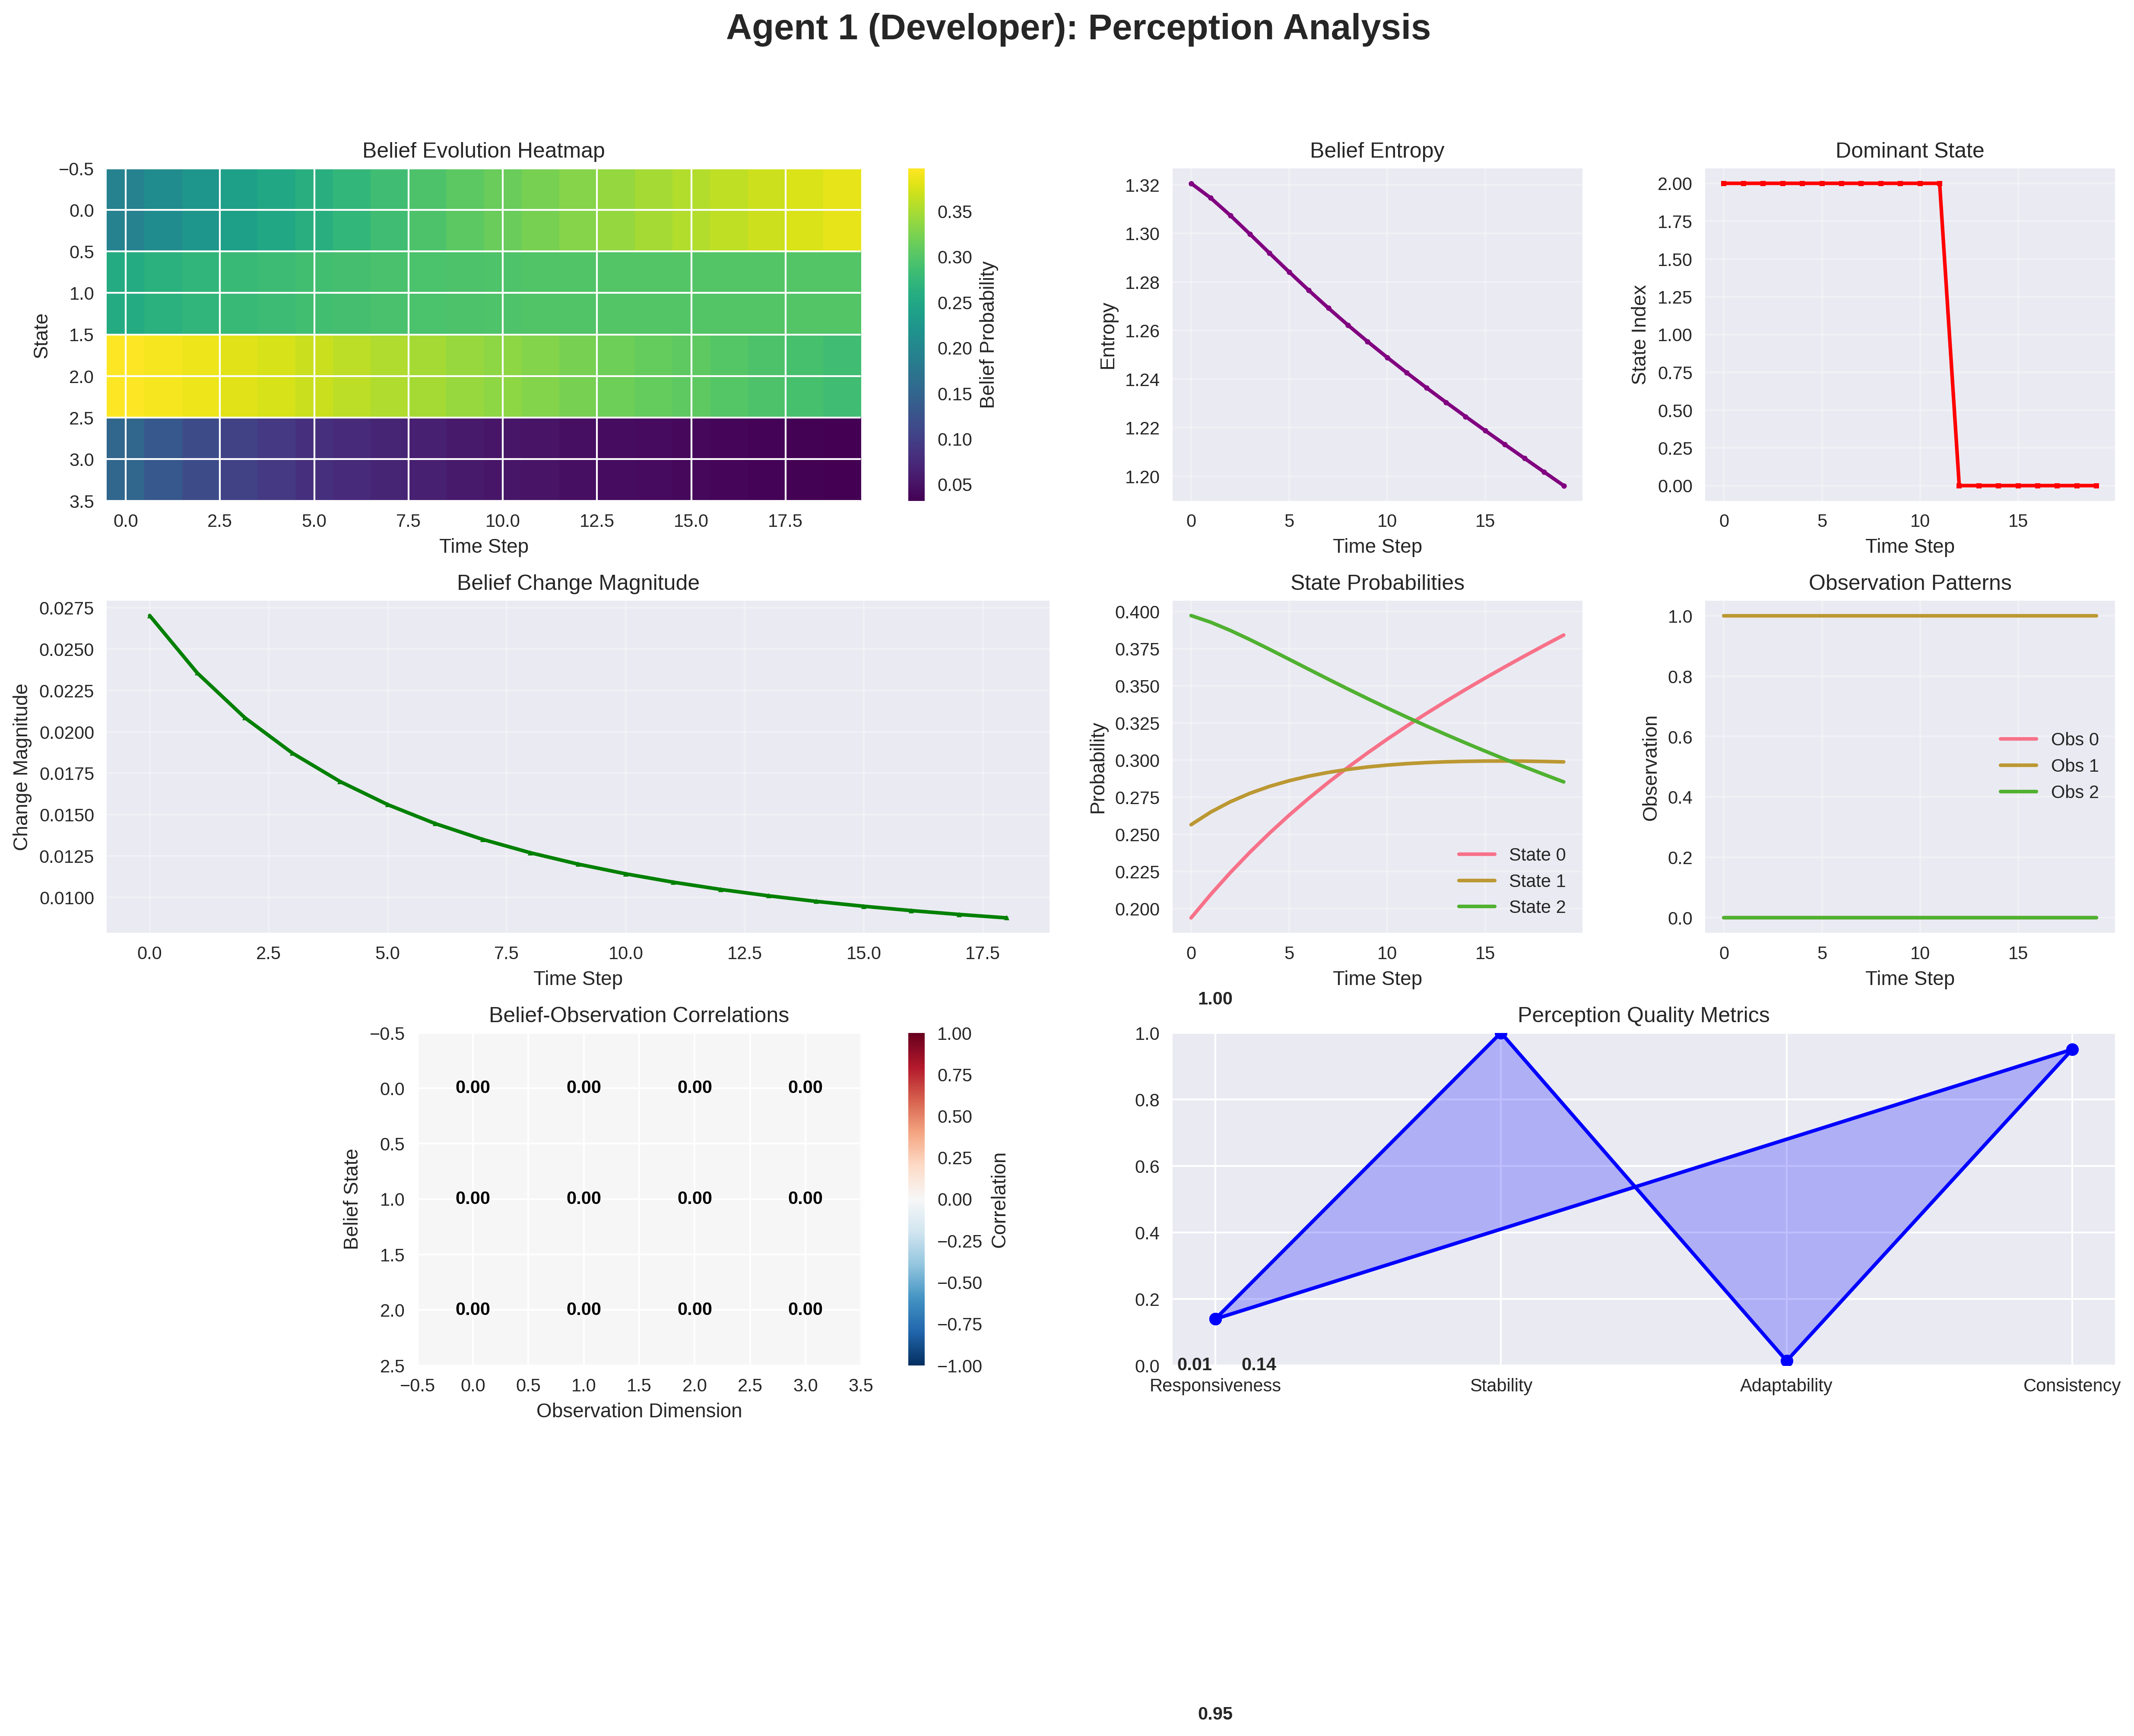 Agent 1 (Developer): Perception Analysis
Belief Evolution Heatmap
State
−0.5
0.0
0.5
1.0
1.5
2.0
2.5
3.0
3.5
0.0 2.5 5.0 7.5 10.0 12.5 15.0 17.5
Time Step
0.35
0.30
0.25
0.20
0.15
0.10
0.05
Belief Probability
Belief Entropy
Entropy
1.32
1.30
1.28
1.26
1.24
1.22
1.20
0 5 10 15
Time Step
Dominant State
State Index
2.00
1.75
1.50
1.25
1.00
0.75
0.50
0.25
0.00
0 5 10 15
Time Step
Belief Change Magnitude
Change Magnitude
0.0275
0.0250
0.0225
0.0200
0.0175
0.0150
0.0125
0.0100
0.0 2.5 5.0 7.5 10.0 12.5 15.0 17.5
Time Step
State Probabilities
Probability
0.400
0.375
0.350
0.325
0.300
0.275
0.250
0.225
0.200
State 0
State 1
State 2
0 5 10 15
Time Step
Observation Patterns
Observation
1.0
0.8
0.6
0.4
0.2
0.0
Obs 0
Obs 1
Obs 2
0 5 10 15
Time Step
Belief-Observation Correlations
Belief State
−0.5
0.0
0.5
1.0
1.5
2.0
2.5
0.00 0.00 0.00 0.00
0.00 0.00 0.00 0.00
0.00 0.00 0.00 0.00
−0.5 0.0 0.5 1.0 1.5 2.0 2.5 3.0 3.5
Observation Dimension
1.00
0.75
0.50
0.25
0.00
−0.25
−0.50
−0.75
−1.00
Correlation
1.00
Perception Quality Metrics
1.0
0.8
0.6
0.4
0.2
0.0
0.01 0.14
Responsiveness Stability Adaptability Consistency
0.95